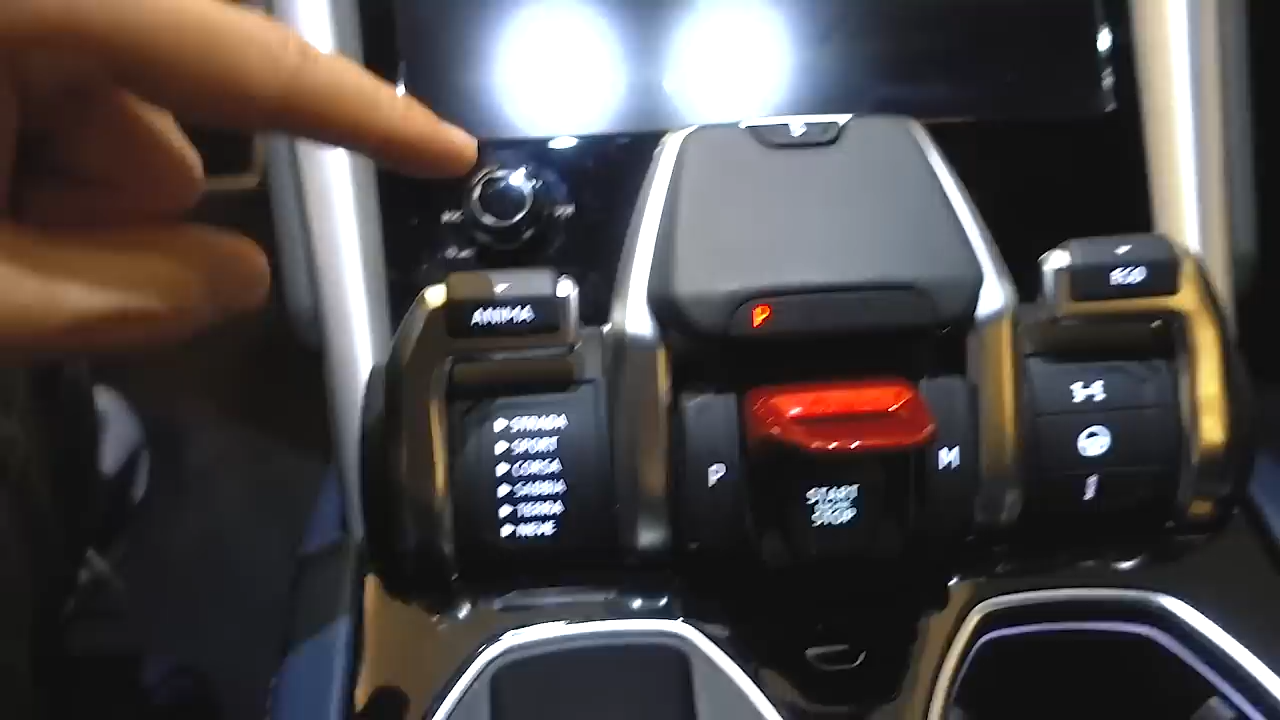 ANIMA
EGO
P
STRADA
SPORT
CORSA
SABBIA
TERRA
NEVE
P
START
STOP
M